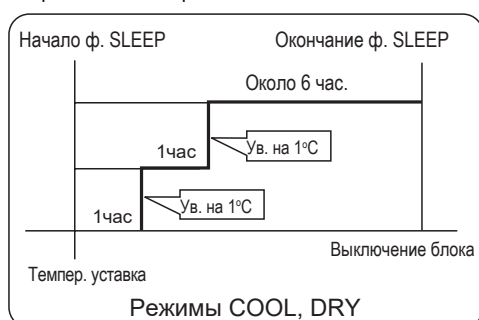 Начало ф. SLEEP Окончание ф. SLEEP
Около 6 час.
1час Ув. на 1°C
1час Ув. на 1°C
Выключение блока
Темпер. уставка
Режимы COOL, DRY